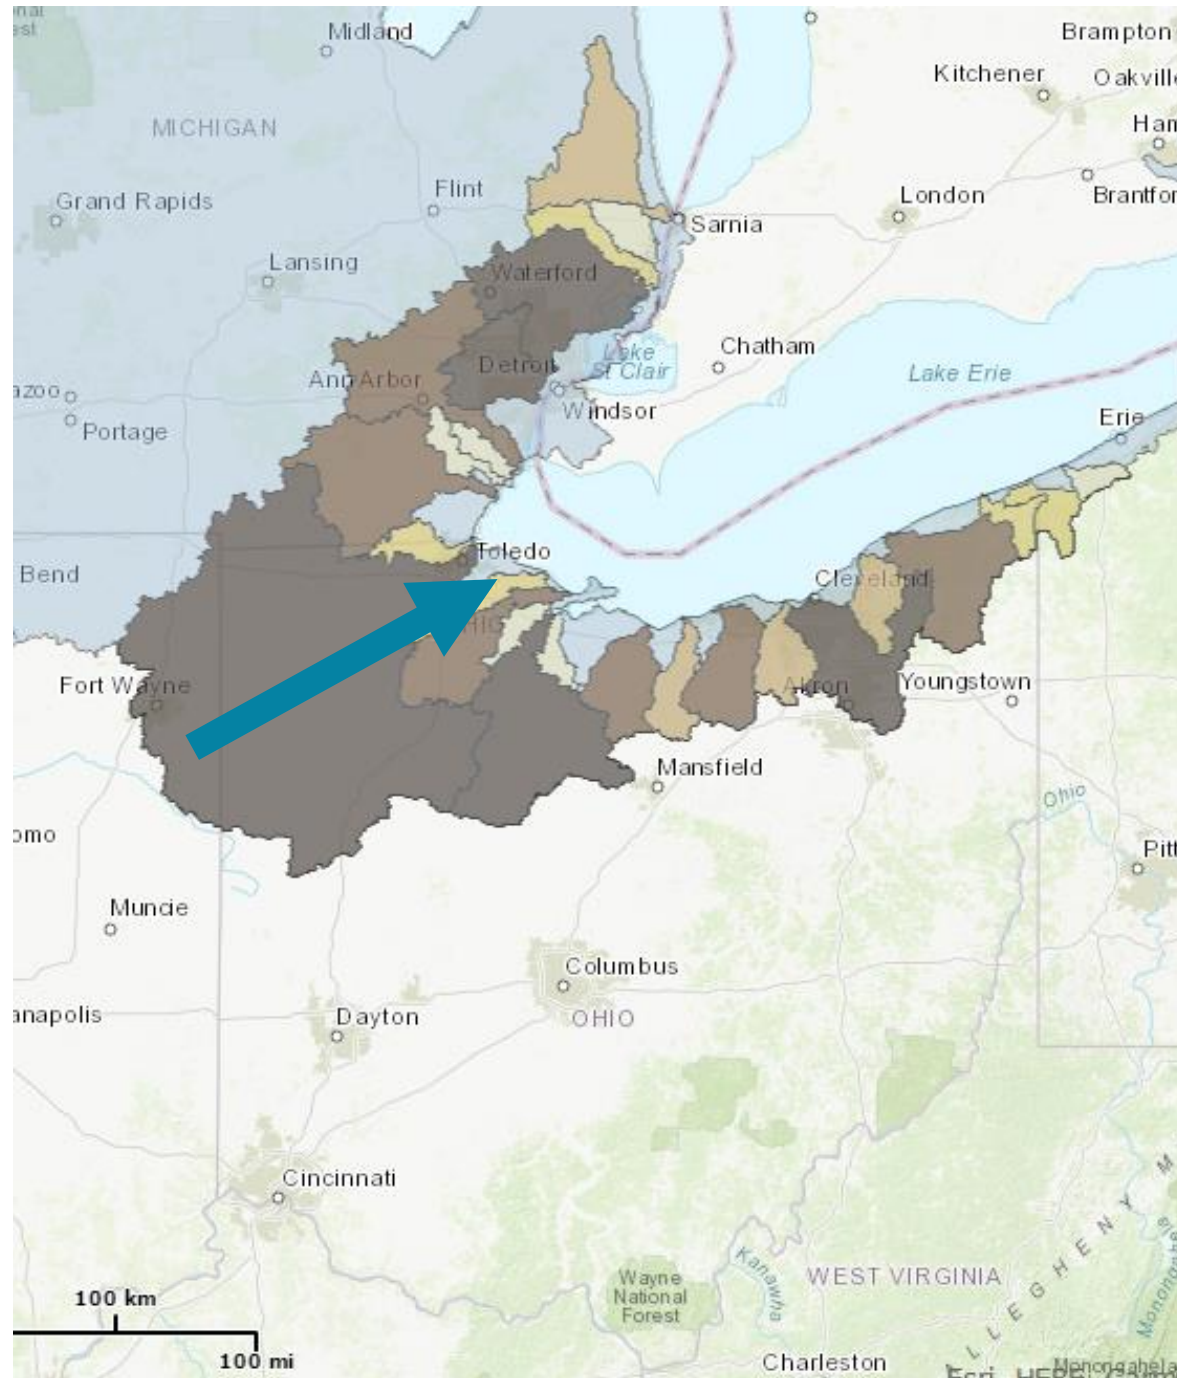 Midland
Brampton
Kitchener
MICHIGAN
Flint
Grand Rapids
London
Sarnia
Lansing
Waterford
Chatham
Lake
St Clair
Lake Erie
Detroit
Ann Arbor
Windsor
Erie
Portage
Toledo
Bend
Cleveland
Fort Wayne
Akron
Youngstown
Mansfield
Ohio
Muncie
Columbus
Dayton
OHIO
Cincinnati
Kanawha
Wayne
National
Forest
WEST VIRGINIA
100 km
100 mi
Charleston